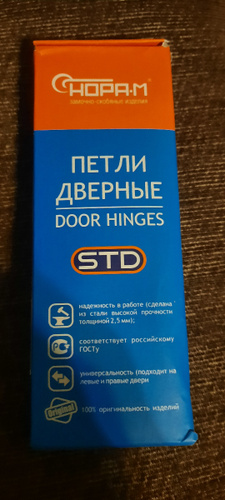 НОРА-М
замочно-скобяные изделия
ПЕТЛИ
ДВЕРНЫЕ
DOOR HINGES
STD
надежность в работе (сделана
из стали высокой прочности
толщиной 2,5 мм);
соответствует российскому
ГОСТу
универсальность (подходит на
левые и правые двери
Original
100% оригинальность изделий